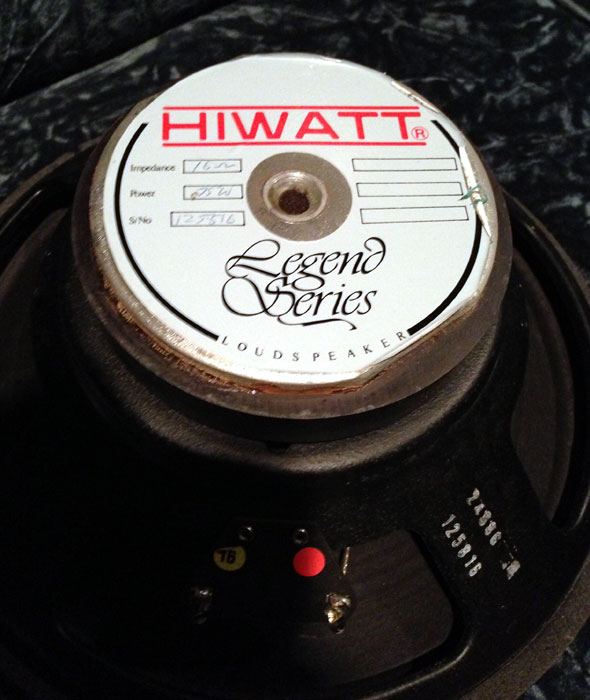 HIWATT®
Impedance 16Ω
Power W
S/No 125816
Legend
Series
LOUDSPEAKER
125816
16